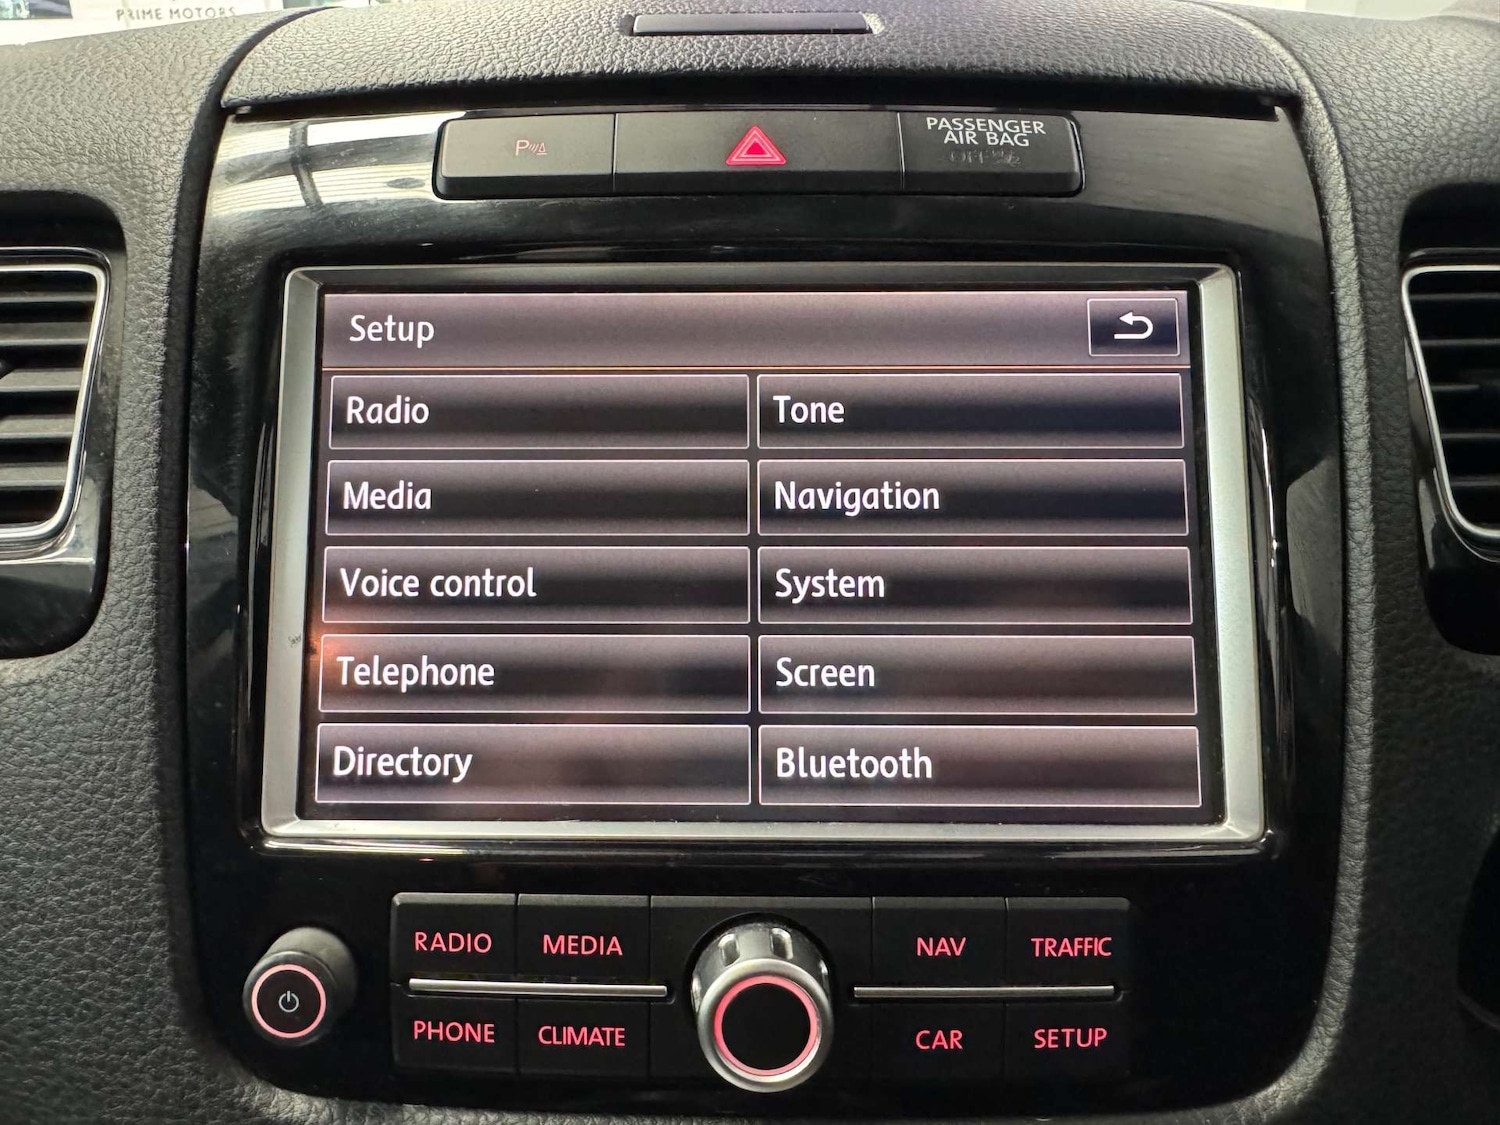 PRIME MOTORS
P
PASSENGER
AIR BAG
OFF
Setup
Radio
Tone
Media
Navigation
Voice control
System
Telephone
Screen
Directory
Bluetooth
RADIO
MEDIA
NAV
TRAFFIC
PHONE
CLIMATE
CAR
SETUP